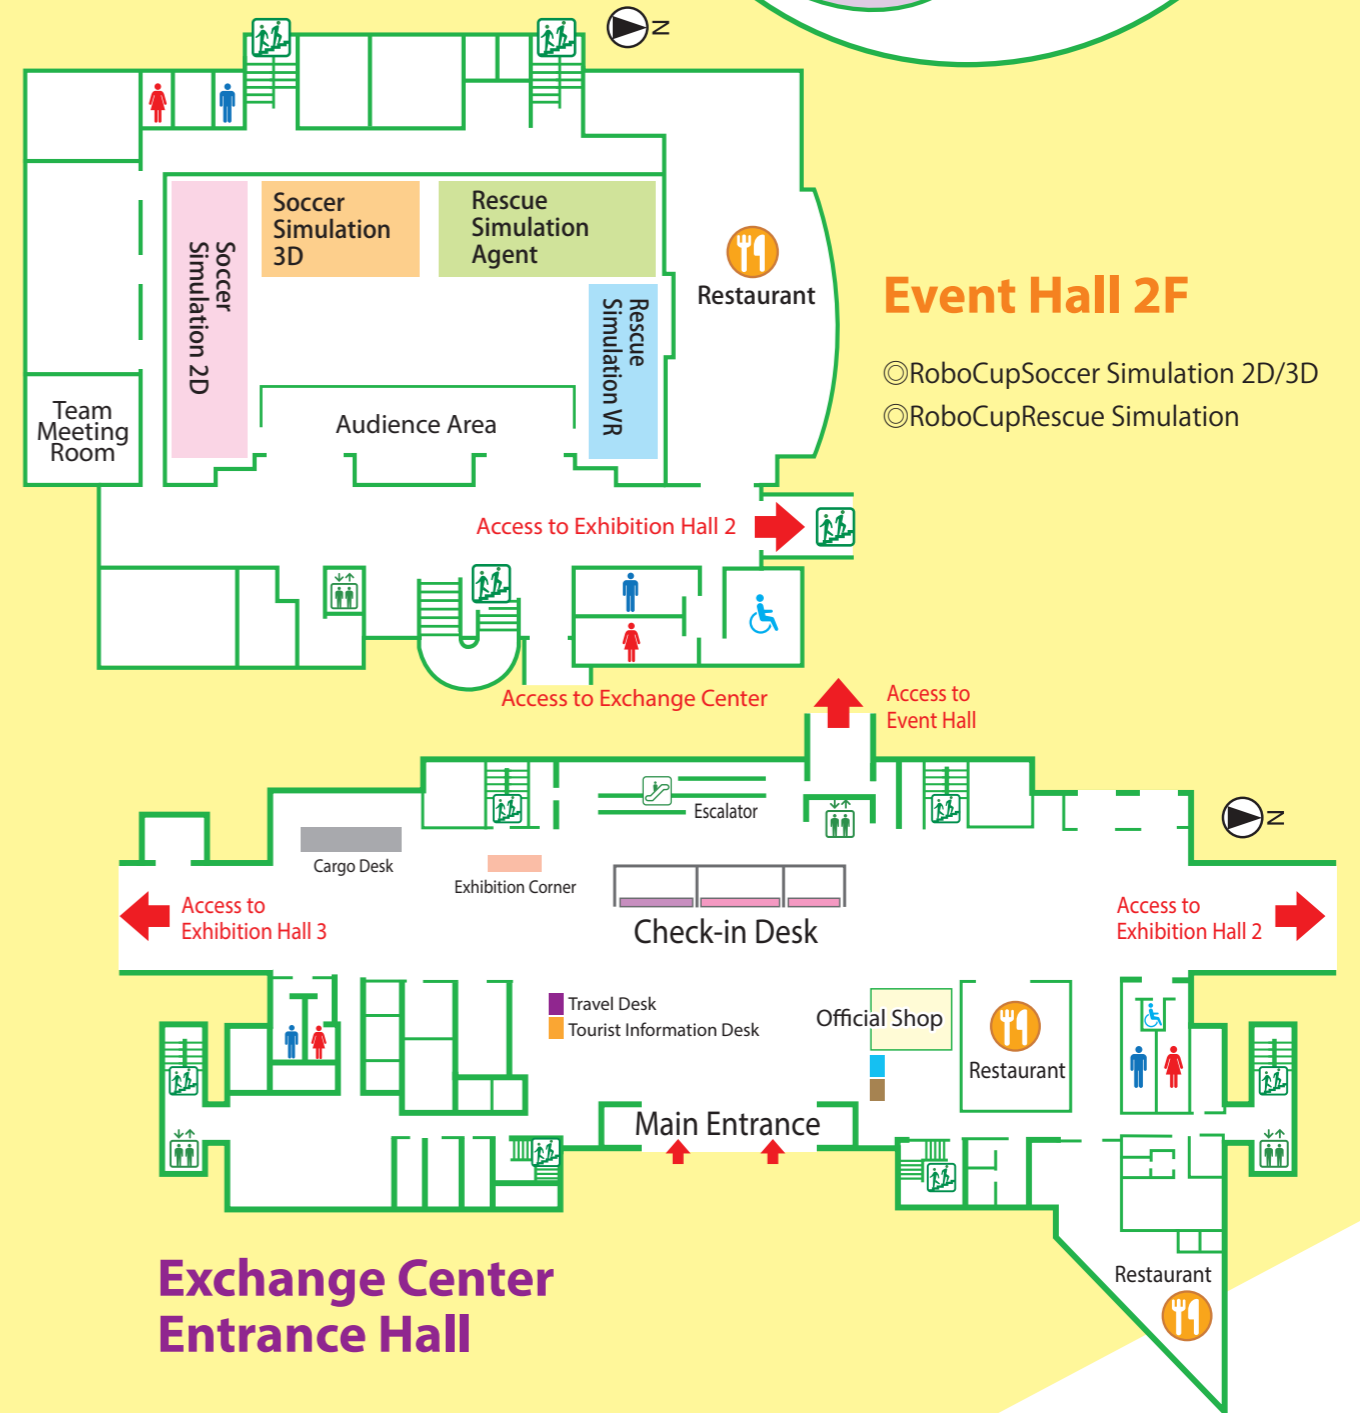 N
Soccer
Simulation 2D
Soccer
Simulation
3D
Rescue
Simulation
Agent
Rescue
Simulation VR
Restaurant
Event Hall 2F
◎RoboCupSoccer Simulation 2D/3D
◎RoboCupRescue Simulation
Team
Meeting
Room
Audience Area
Access to Exhibition Hall 2
Access to Exchange Center
Access to
Event Hall
Escalator
N
Cargo Desk
Exhibition Corner
Access to
Exhibition Hall 3
Check-in Desk
Access to
Exhibition Hall 2
Travel Desk
Tourist Information Desk
Official Shop
Restaurant
Main Entrance
Exchange Center
Entrance Hall
Restaurant